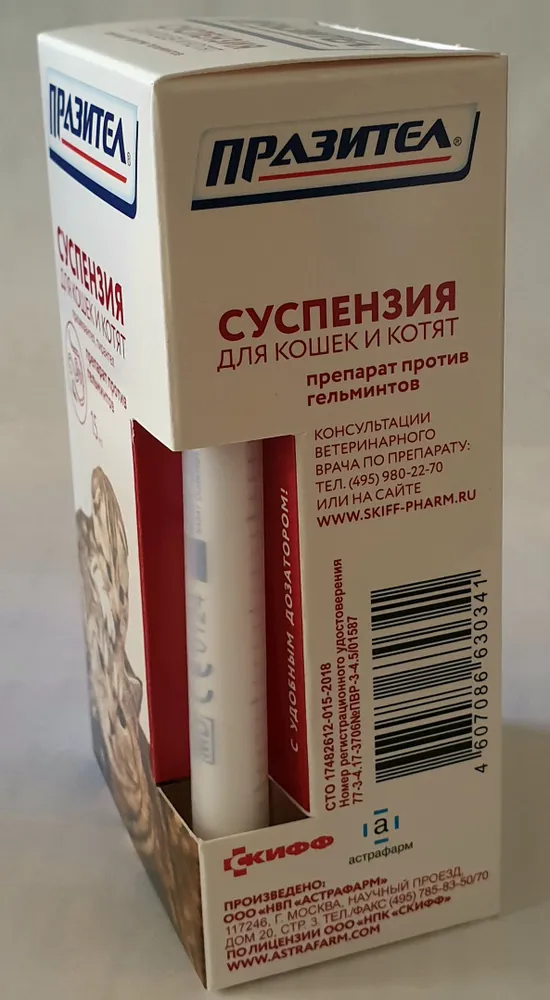 ПРАЗИТЕЛ®
СУСПЕНЗИЯ
ДЛЯ КОШЕК И КОТЯТ
препарат против
гельминтов
15
ПРАЗИТЕЛ®
СУСПЕНЗИЯ
ДЛЯ КОШЕК И КОТЯТ
препарат против
гельминтов
КОНСУЛЬТАЦИИ
ВЕТЕРИНАРНОГО
ВРАЧА ПО ПРЕПАРАТУ:
ТЕЛ. (495) 980-22-70
ИЛИ НА САЙТЕ
WWW.SKIFF-PHARM.RU
С УДОБНЫМ ДОЗАТОРОМ!
0124
СТО 17482612-015-2018
Номер регистрационного удостоверения
77-3-4.17-3706№ПВР-3-4.5/01587
4 607086 630341
СКИФФ
а
астрафарм
ПРОИЗВЕДЕНО:
ООО «НВП «АСТРАФАРМ»
117246, Г. МОСКВА, НАУЧНЫЙ ПРОЕЗД,
ДОМ 20, СТР. 3. ТЕЛ./ФАКС (495) 785-83-50/70
ПО ЛИЦЕНЗИИ ООО «НПК «СКИФФ»
WWW.ASTRAFARM.COM